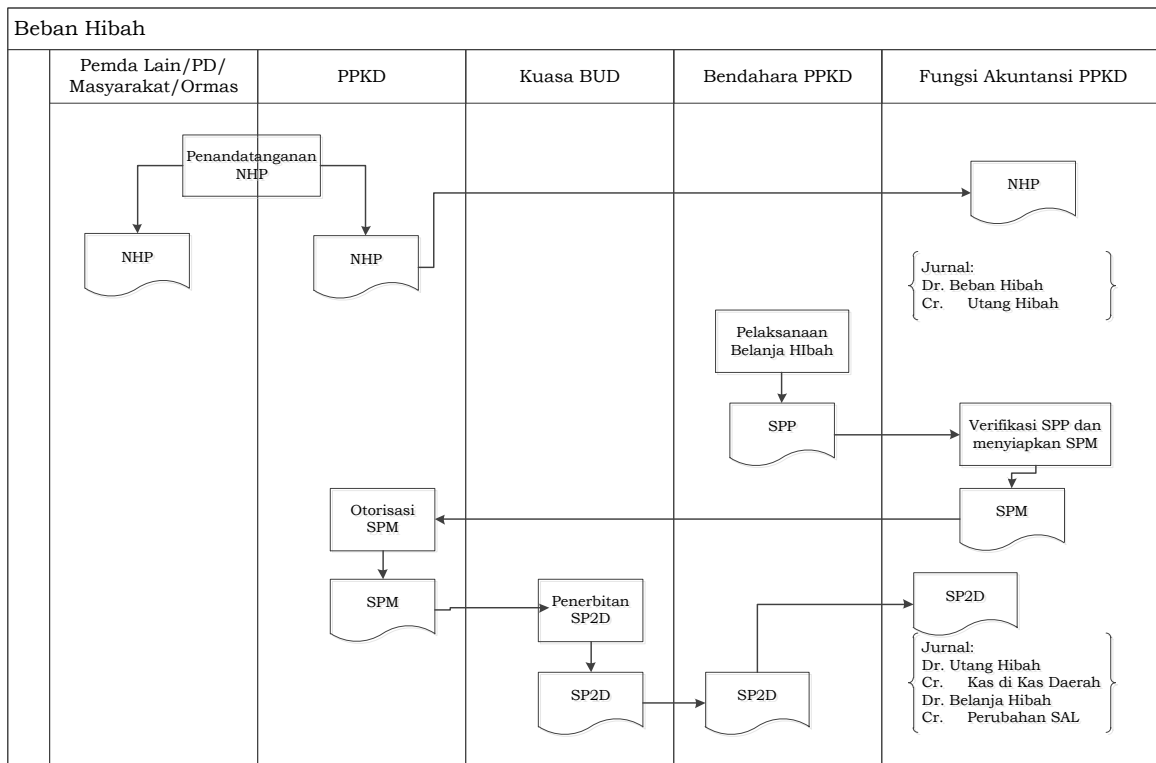 Beban Hibah
Pemda Lain/PD/
Masyarakat/Ormas
PPKD
Kuasa BUD
Bendahara PPKD
Fungsi Akuntansi PPKD
Penandatanganan
NHP
NHP
NHP
NHP
Jurnal:
Dr. Beban Hibah
Cr. Utang Hibah
Pelaksanaan
Belanja HIbah
SPP
Verifikasi SPP dan
menyiapkan SPM
SPM
Otorisasi
SPM
SPM
Penerbitan
SP2D
SP2D
SP2D
SP2D
Jurnal:
Dr. Utang Hibah
Cr. Kas di Kas Daerah
Dr. Belanja Hibah
Cr. Perubahan SAL